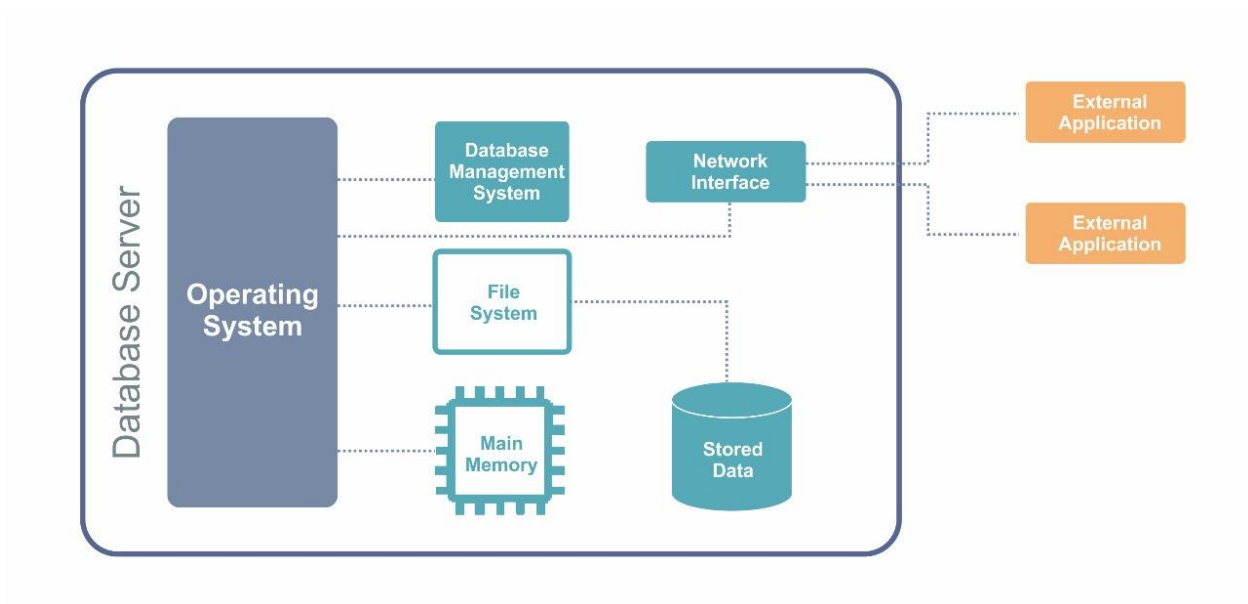 Database Server
Operating
System
Database
Management
System
Network
Interface
File
System
Main
Memory
Stored
Data
External
Application
External
Application